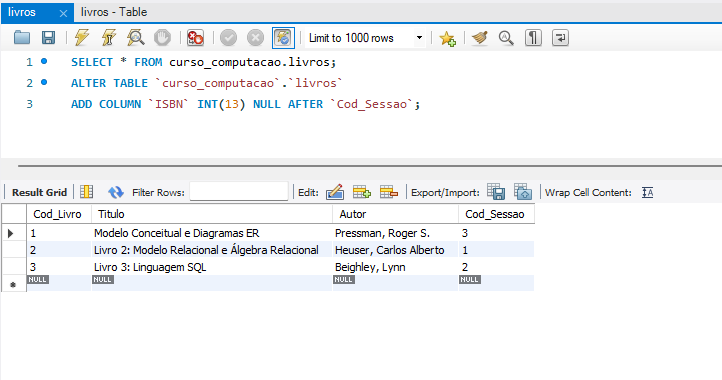 livros × livros - Table
Limit to 1000 rows
1 SELECT * FROM curso_computacao.livros;
2 ALTER TABLE `curso_computacao`.`livros`
3 ADD COLUMN `ISBN` INT(13) NULL AFTER `Cod_Sessao`;
Result Grid Filter Rows: Edit: Export/Import: Wrap Cell Content: IA
Cod_Livro Titulo Autor Cod_Sessao
1 Modelo Conceitual e Diagramas ER Pressman, Roger S. 3
2 Livro 2: Modelo Relacional e Álgebra Relacional Heuser, Carlos Alberto 1
3 Livro 3: Linguagem SQL Beighley, Lynn 2
NULL NULL NULL NULL